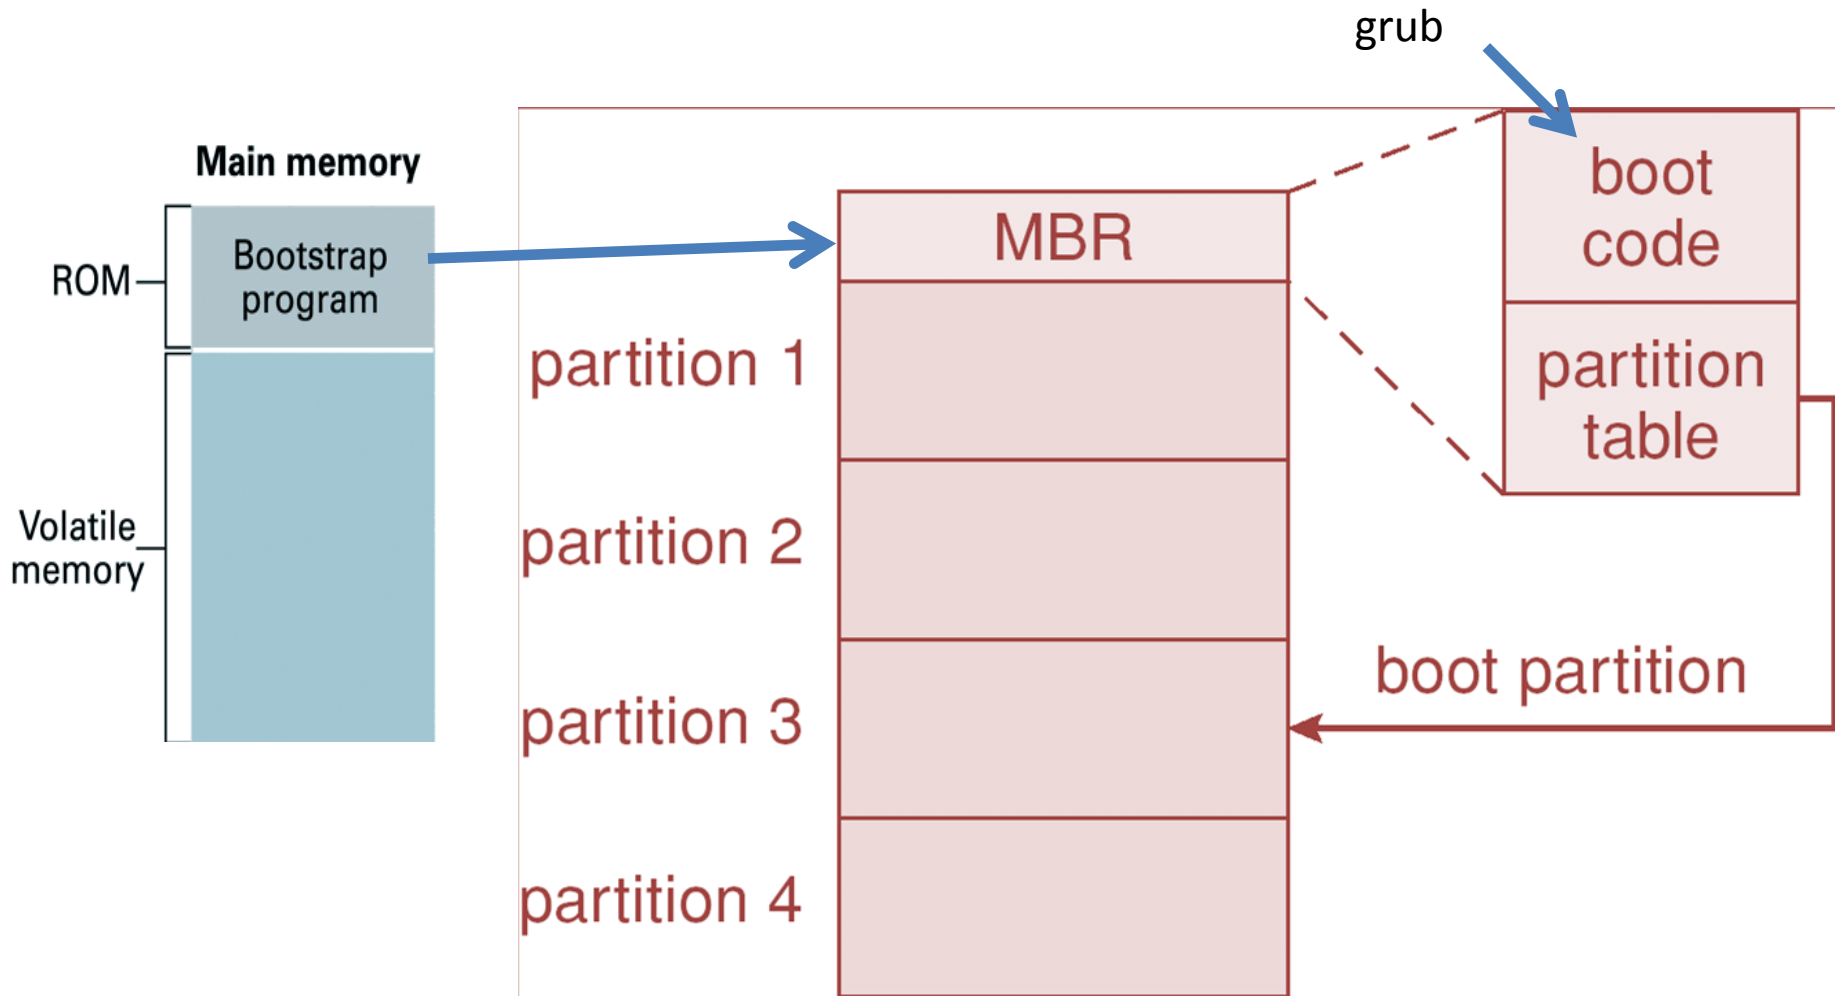 grub
Main memory
ROM
Bootstrap
program
Volatile
memory
MBR
partition 1
partition 2
partition 3
partition 4
boot
code
partition
table
boot partition